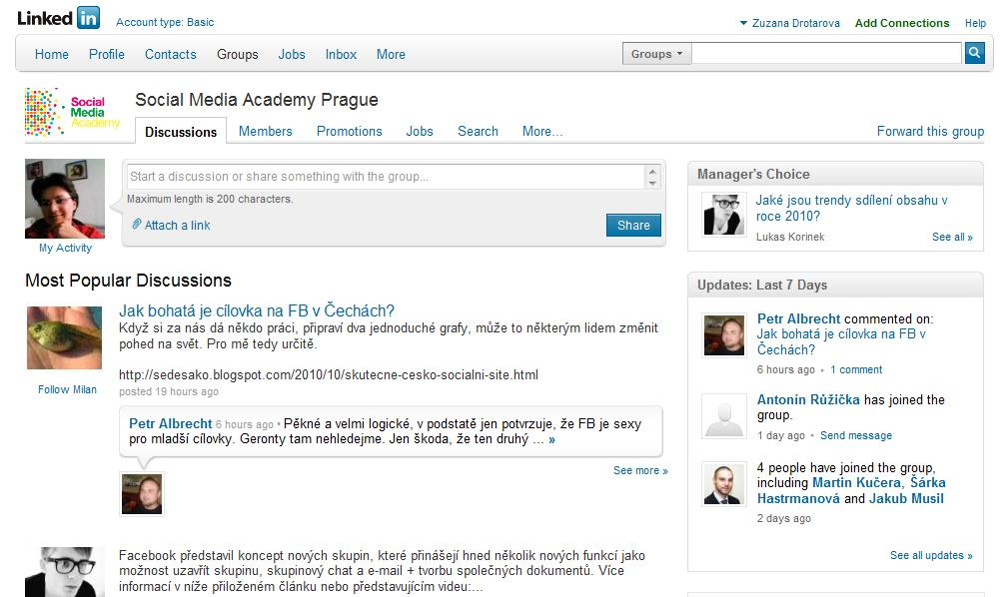 Linked in Account type: Basic
Zuzana Drotarova Add Connections Help
Home Profile Contacts Groups Jobs Inbox More
Groups
Social Media Academy
Social Media Academy Prague
Discussions Members Promotions Jobs Search More...
Forward this group
Start a discussion or share something with the group...
Maximum length is 200 characters.
Attach a link
Share
My Activity
Most Popular Discussions
Jak bohatá je cílovka na FB v Čechách?
Když si za nás dá někdo práci, připraví dva jednoduché grafy, může to některým lidem změnit
pohled na svět. Pro mě tedy určitě.
http://sedesako.blogspot.com/2010/10/skutecne-cesko-socialni-site.html
posted 19 hours ago
Follow Milan
Petr Albrecht 6 hours ago • Pěkné a velmi logické, v podstatě jen potvrzuje, že FB je sexy
pro mladší cílovky. Geronty tam nehledejme. Jen škoda, že ten druhý ... »
See more »
Facebook představil koncept nových skupin, které přinášejí hned několik nových funkcí jako
možnost uzavřít skupinu, skupinový chat a e-mail + tvorbu společných dokumentů. Více
informací v níže přiloženém článku nebo představujícím videu:...
Manager's Choice
Jaké jsou trendy sdílení obsahu v
roce 2010?
Lukas Korinek
See all »
Updates: Last 7 Days
Petr Albrecht commented on:
Jak bohatá je cílovka na FB v
Čechách?
6 hours ago • 1 comment
Antonín Růžička has joined the
group.
1 day ago • Send message
4 people have joined the group,
including Martin Kučera, Šárka
Hastrmanová and Jakub Musil
2 days ago
See all updates »